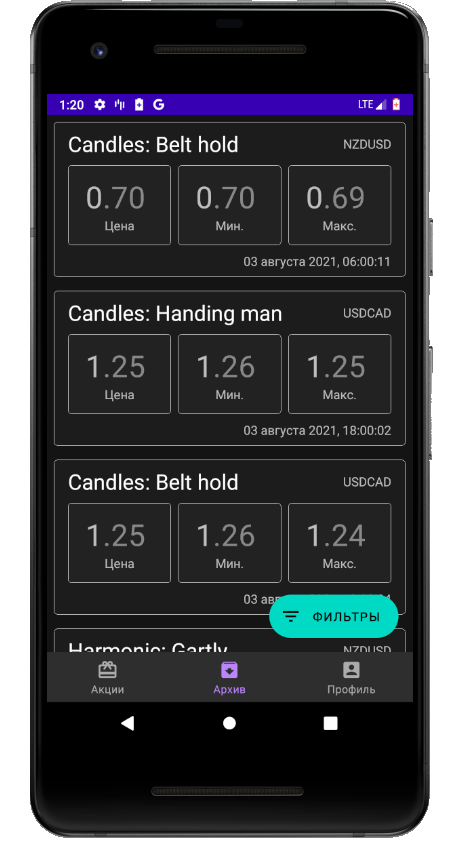 1:20 LTE
Candles: Belt hold NZDUSD
0.70 0.70 0.69
Цена Мин. Макс.
03 августа 2021, 06:00:11
Candles: Handing man USDCAD
1.25 1.26 1.25
Цена Мин. Макс.
03 августа 2021, 18:00:02
Candles: Belt hold USDCAD
1.25 1.26 1.24
Цена Мин. Макс.
03
ФИЛЬТРЫ
Harmonic: Gartly NZDUSD
Акции Архив Профиль